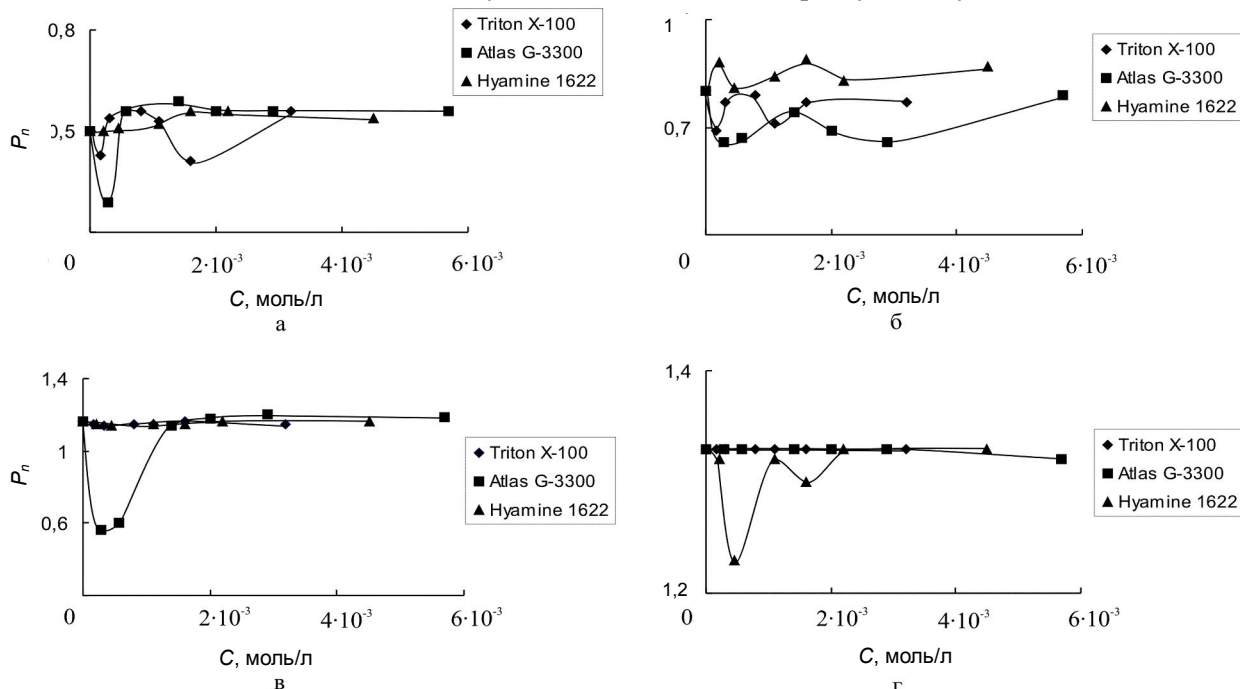 0,8
0,5
Pn
Triton X-100
Atlas G-3300
Hyamine 1622
0 2·10⁻³ 4·10⁻³ 6·10⁻³
C, моль/л
а
1
0,7
Triton X-100
Atlas G-3300
Hyamine 1622
0 2·10⁻³ 4·10⁻³ 6·10⁻³
C, моль/л
б
1,4
1
0,6
Pn
Triton X-100
Atlas G-3300
Hyamine 1622
0 2·10⁻³ 4·10⁻³ 6·10⁻³
C, моль/л
в
1,4
1,2
Triton X-100
Atlas G-3300
Hyamine 1622
0 2·10⁻³ 4·10⁻³ 6·10⁻³
C, моль/л
г